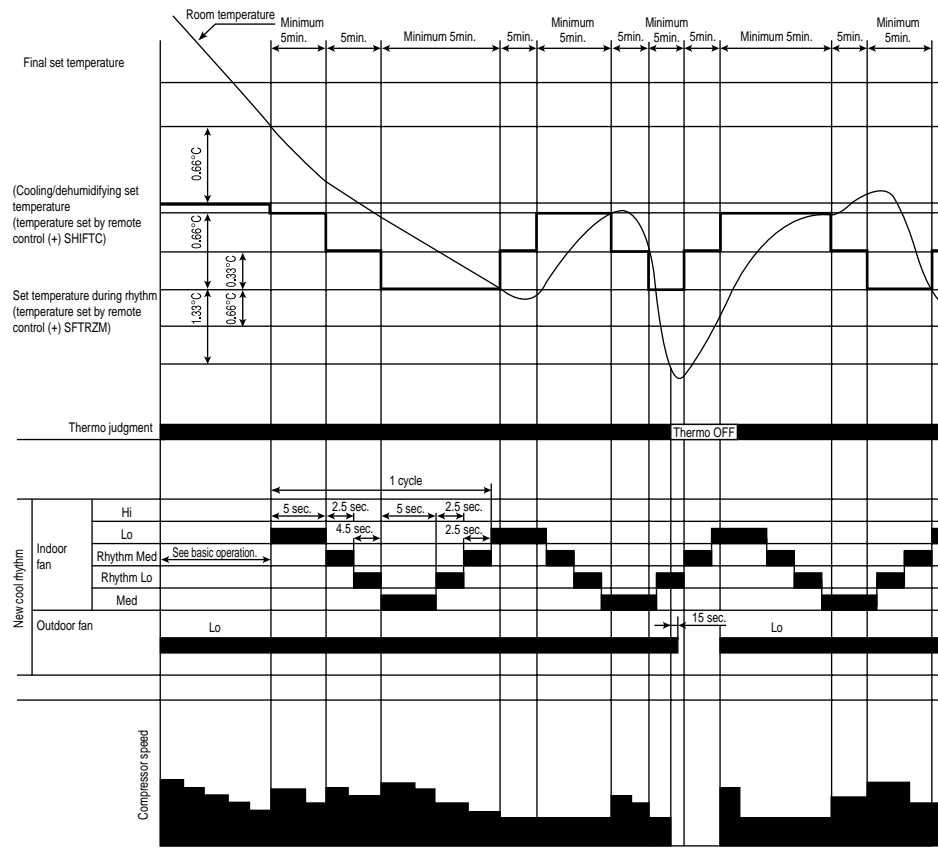 Room temperature
Minimum
5min.
5min.
Minimum 5min.
5min.
Minimum
5min.
5min.
Minimum
5min.
5min.
Minimum 5min.
5min.
Minimum
5min.
Final set temperature
0.66°C
(Cooling/dehumidifying set
temperature
(temperature set by remote
control (+) SHIFTC)
0.66°C
0.33°C
Set temperature during rhythm
(temperature set by remote
control (+) SFTRZM)
1.33°C
0.66°C
Thermo judgment
Thermo OFF
1 cycle
New cool rhythm
Indoor
fan
Hi
5 sec.
2.5 sec.
5 sec.
2.5 sec.
Lo
4.5 sec.
2.5 sec.
Rhythm Med
See basic operation.
Rhythm Lo
Med
Outdoor fan
Lo
15 sec.
Lo
Compressor speed